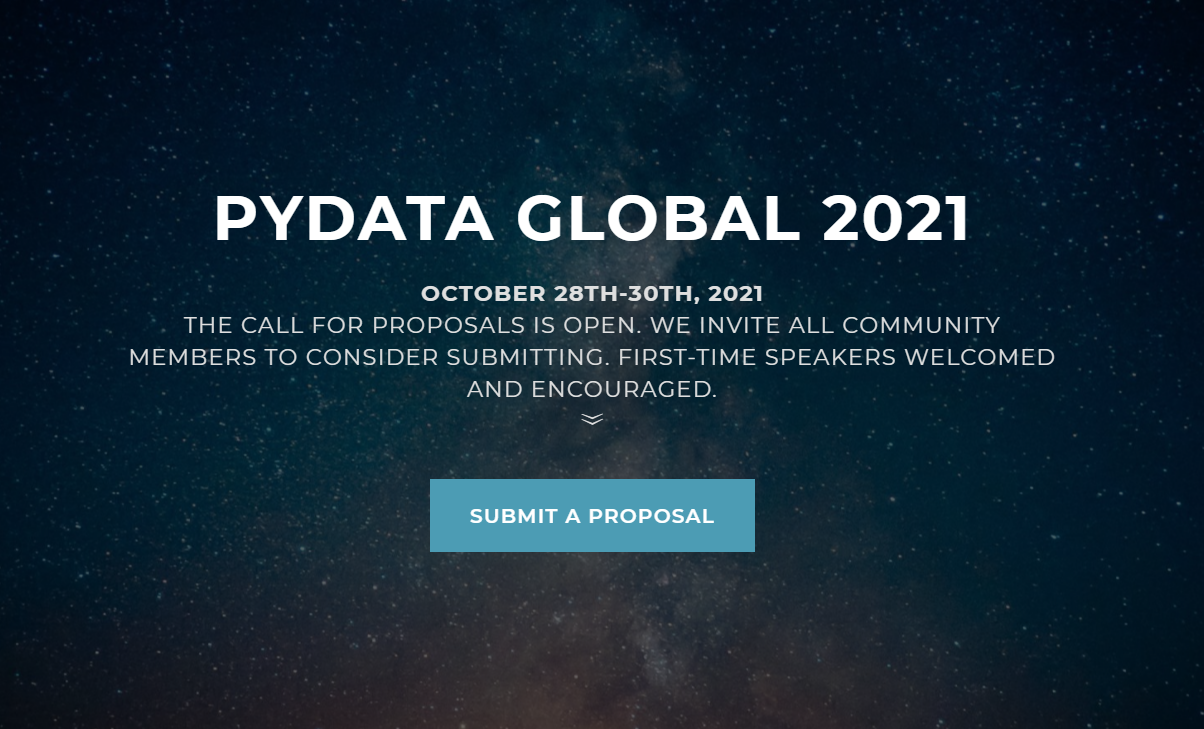 PYDATA GLOBAL 2021
OCTOBER 28TH-30TH, 2021
THE CALL FOR PROPOSALS IS OPEN. WE INVITE ALL COMMUNITY
MEMBERS TO CONSIDER SUBMITTING. FIRST-TIME SPEAKERS WELCOMED
AND ENCOURAGED.
SUBMIT A PROPOSAL